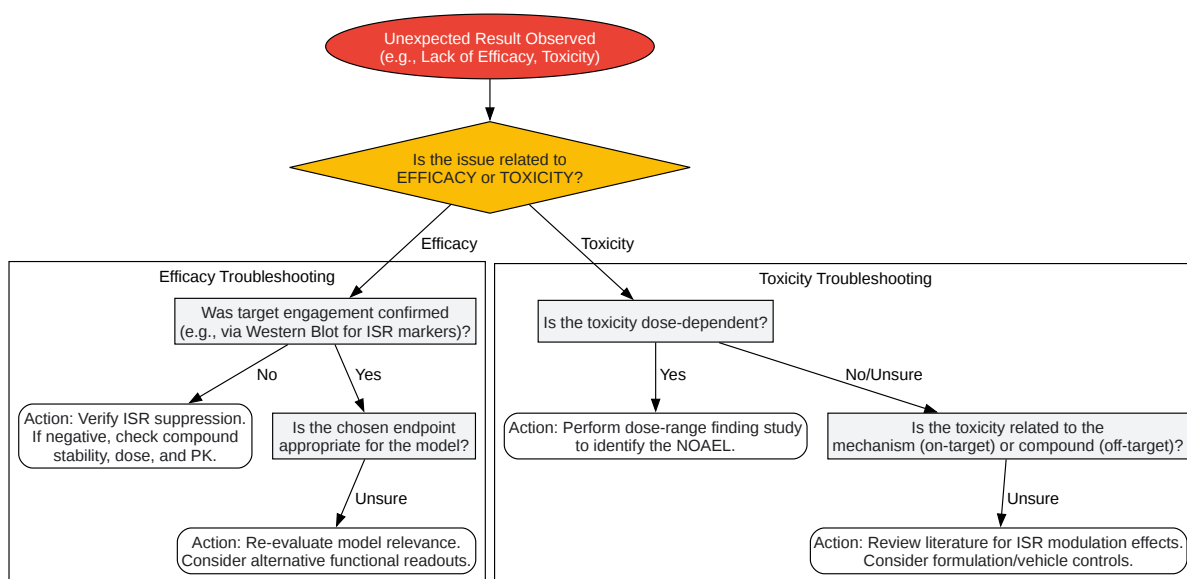 Unexpected Result Observed
(e.g., Lack of Efficacy, Toxicity)
Is the issue related to
EFFICACY or TOXICITY?
Efficacy
Toxicity
Efficacy Troubleshooting
Was target engagement confirmed
(e.g., via Western Blot for ISR markers)?
No
Yes
Action: Verify ISR suppression.
If negative, check compound
stability, dose, and PK.
Is the chosen endpoint
appropriate for the model?
Unsure
Action: Re-evaluate model relevance.
Consider alternative functional readouts.
Toxicity Troubleshooting
Is the toxicity dose-dependent?
Yes
No/Unsure
Action: Perform dose-range finding study
to identify the NOAEL.
Is the toxicity related to the
mechanism (on-target) or compound (off-target)?
Unsure
Action: Review literature for ISR modulation effects.
Consider formulation/vehicle controls.